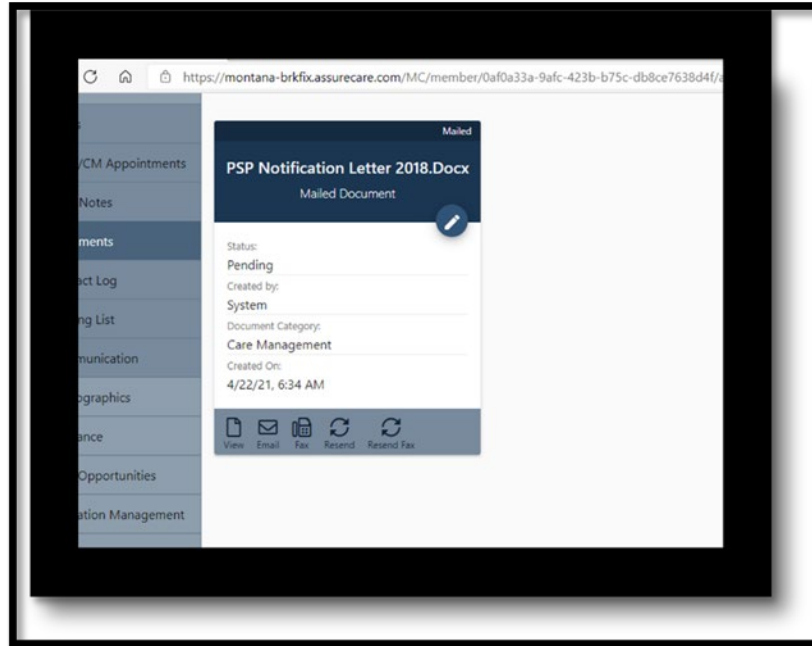 https://montana-brkfix.assurecare.com/MC/member/0af0a33a-9afc-423b-b75c-db8ce7638d4f/
/CM Appointments
Notes
ments
act Log
ng List
munication
ographics
ance
Opportunities
ation Management
Mailed
PSP Notification Letter 2018.Docx
Mailed Document
Status:
Pending
Created by:
System
Document Category:
Care Management
Created On:
4/22/21, 6:34 AM
View Email Fax Resend Resend Fax